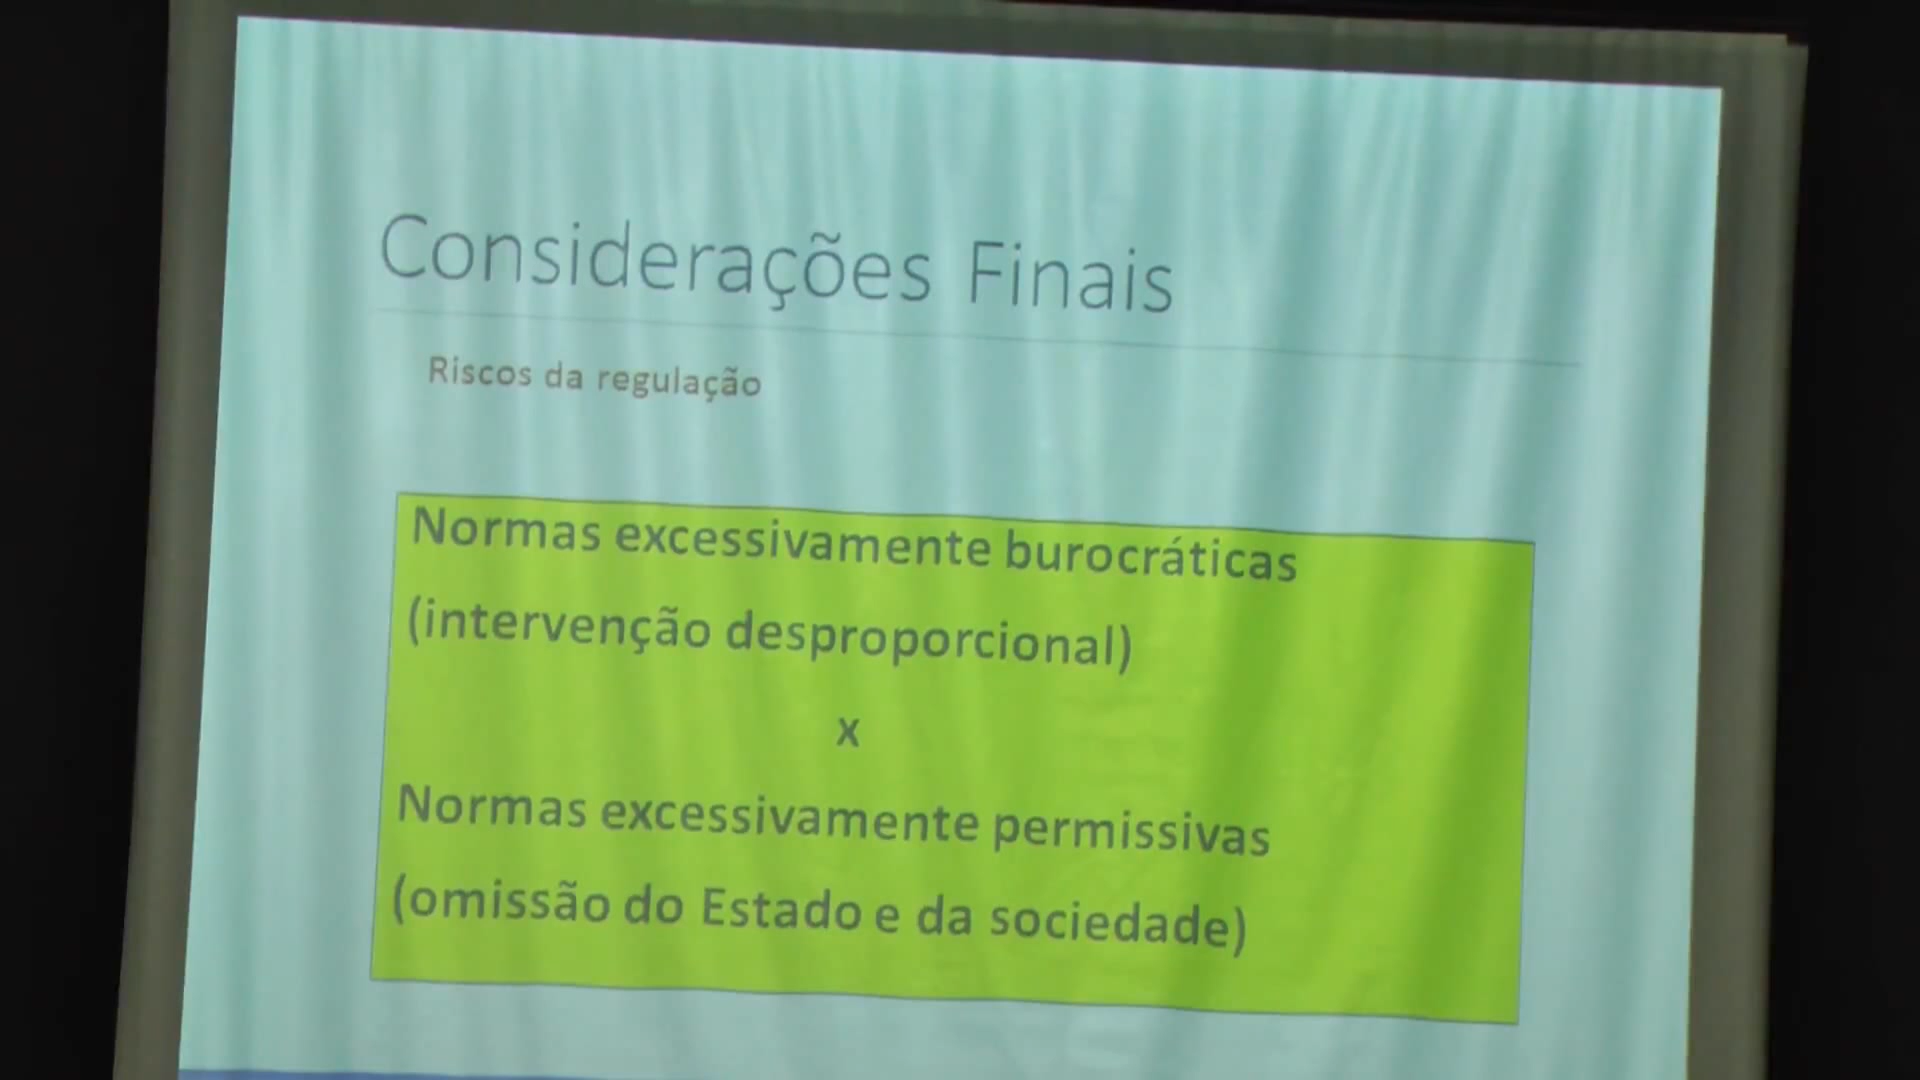 Considerações Finais
Riscos da regulação
Normas excessivamente burocráticas
(intervenção desproporcional)
x
Normas excessivamente permissivas
(omissão do Estado e da sociedade)